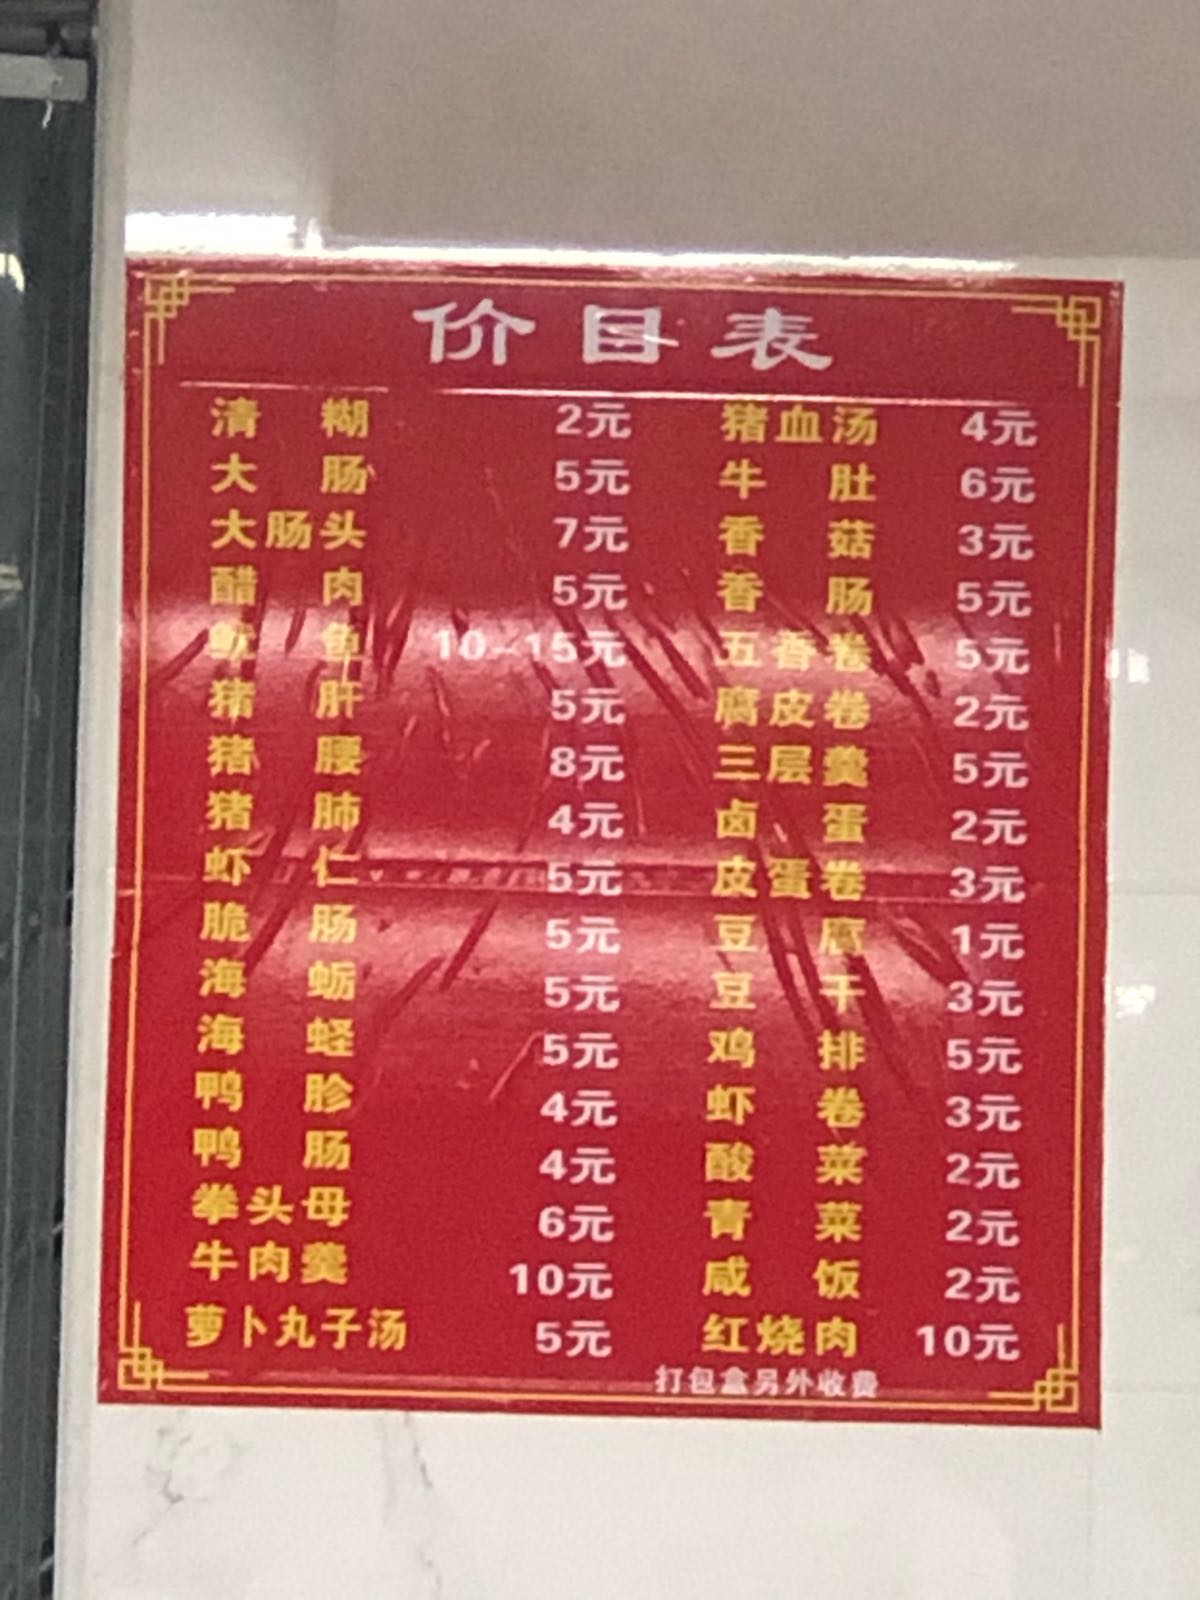 价目表
清糊 2元
大肠 5元
大肠头 7元
醋肉 5元
鱿鱼 10--15元
猪肝 5元
猪腰 8元
猪肺 4元
虾仁 5元
脆肠 5元
海蛎 5元
海蛏 5元
鸭胗 4元
鸭肠 4元
拳头母 6元
牛肉羹 10元
萝卜丸子汤 5元
猪血汤 4元
牛肚 6元
香菇 3元
香肠 5元
五香卷 5元
腐皮卷 2元
三层羹 5元
卤蛋 2元
皮蛋卷 3元
豆腐 1元
豆干 3元
鸡排 5元
虾卷 3元
酸菜 2元
青菜 2元
咸饭 2元
红烧肉 10元
打包盒另外收费